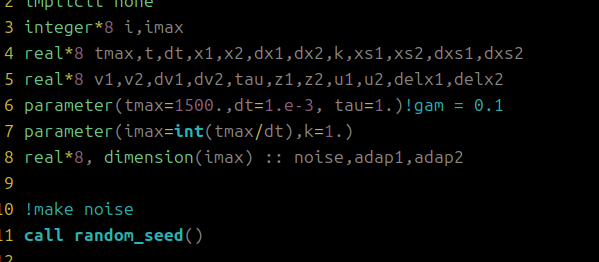 2 implicit none
3 integer*8 i,imax
4 real*8 tmax,t,dt,x1,x2,dx1,dx2,k,xs1,xs2,dxs1,dxs2
5 real*8 v1,v2,dv1,dv2,tau,z1,z2,u1,u2,delx1,delx2
6 parameter(tmax=1500.,dt=1.e-3, tau=1.)!gam = 0.1
7 parameter(imax=int(tmax/dt),k=1.)
8 real*8, dimension(imax) :: noise,adap1,adap2
9
10 !make noise
11 call random_seed()
12